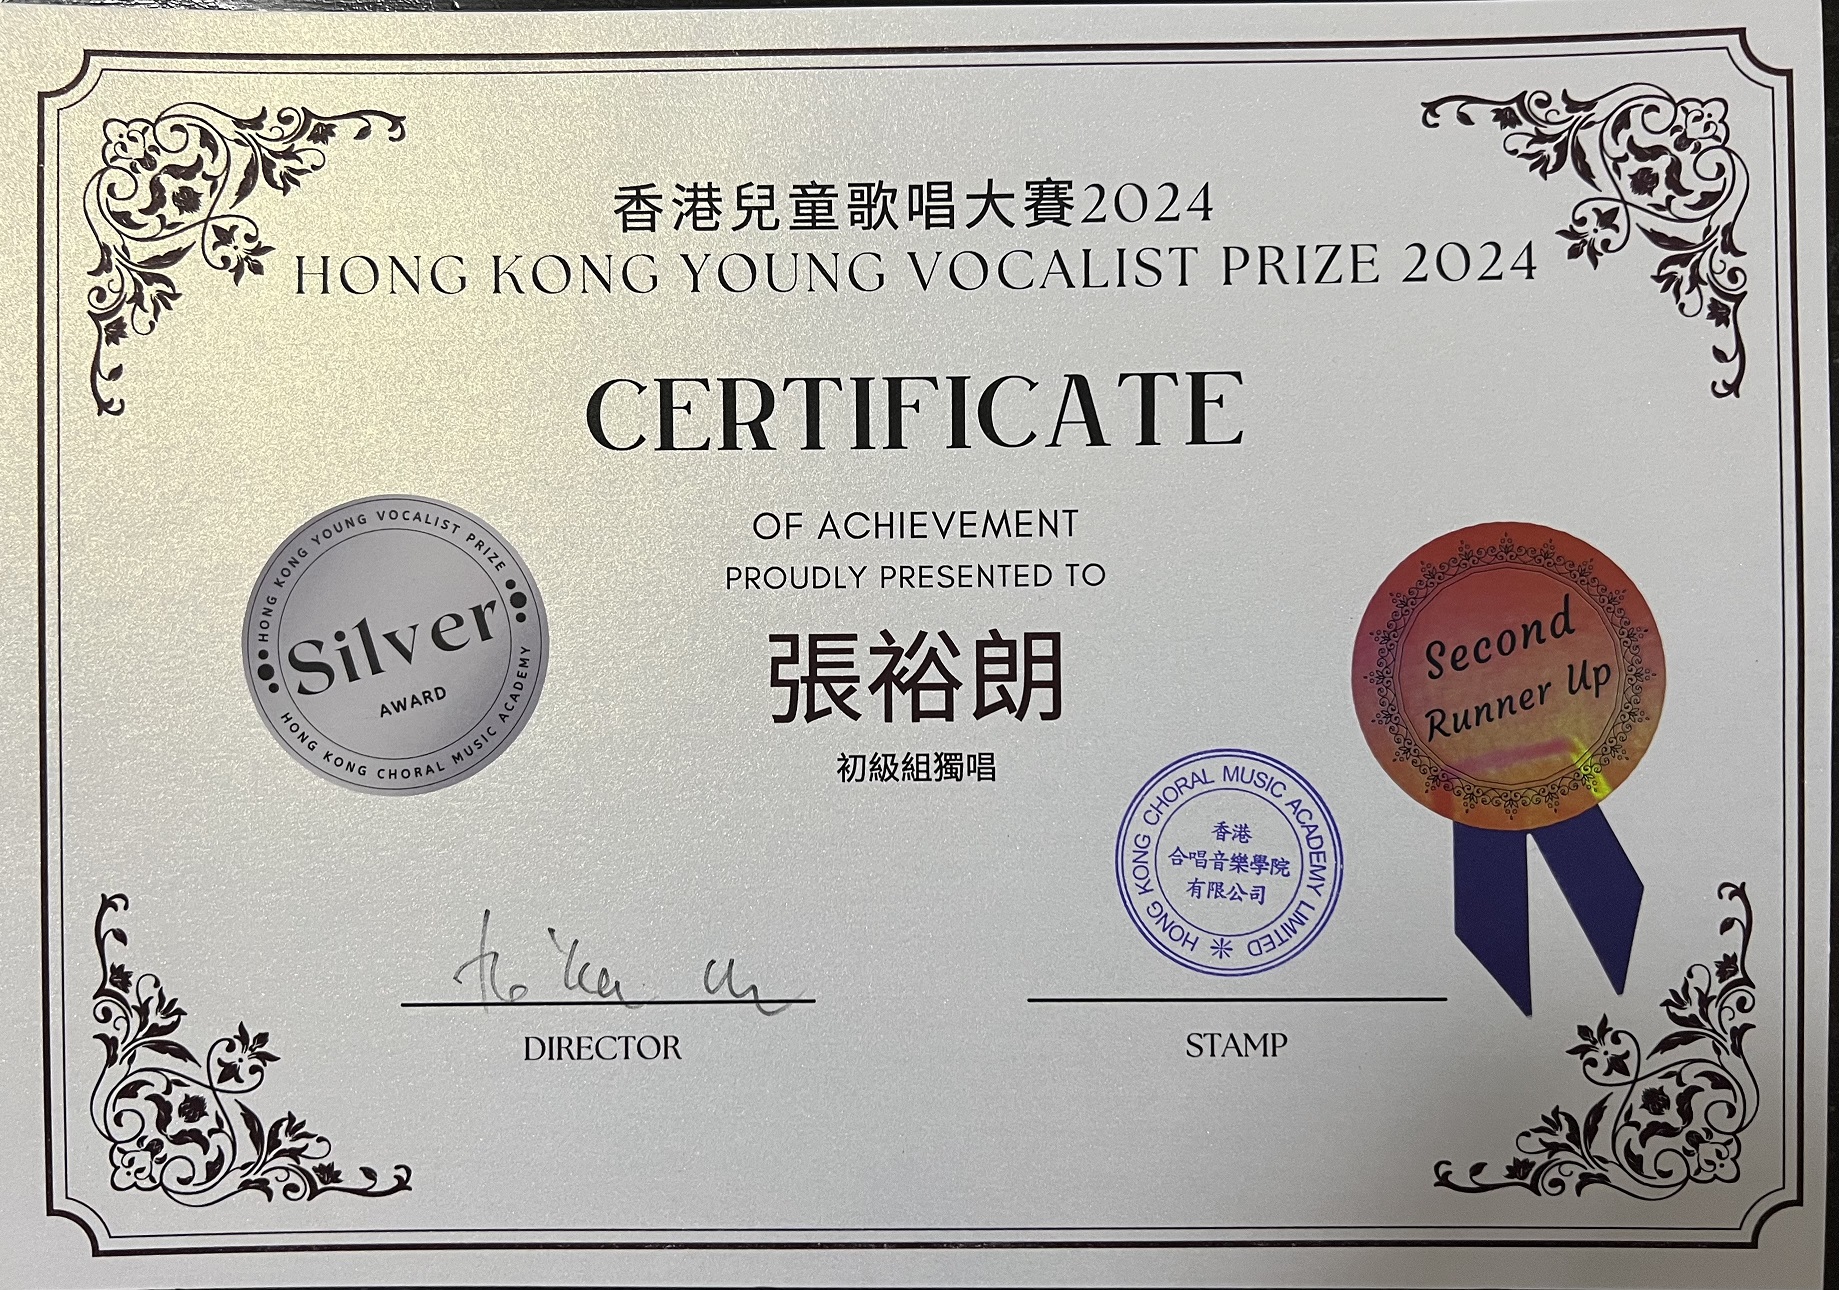 香港兒童歌唱大賽2024
HONG KONG YOUNG VOCALIST PRIZE 2024
CERTIFICATE
OF ACHIEVEMENT
PROUDLY PRESENTED TO
張裕朗
初級組獨唱
HONG KONG YOUNG VOCALIST PRIZE
Silver
AWARD
HONG KONG CHORAL MUSIC ACADEMY
Second
Runner Up
HONG KONG CHORAL MUSIC ACADEMY LIMITED
香港
合唱音樂學院
有限公司
DIRECTOR
STAMP